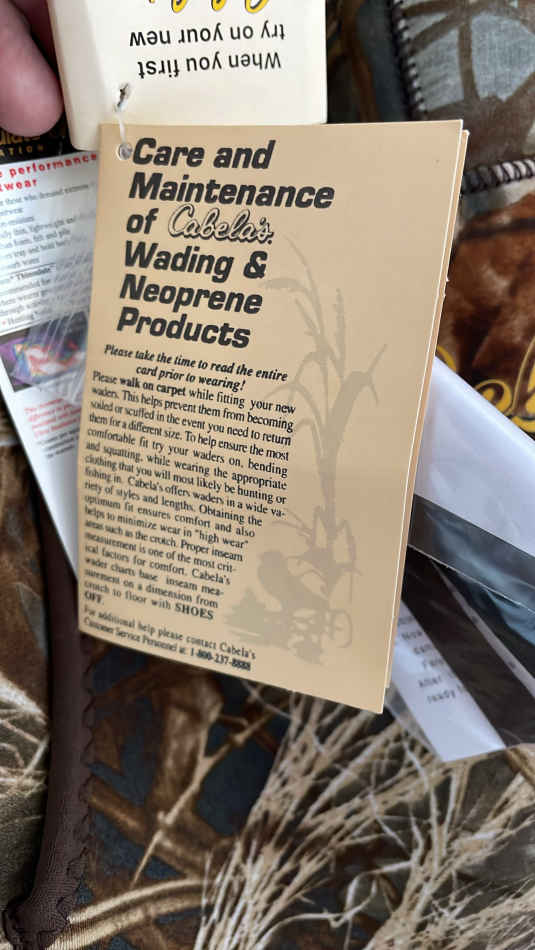 When you first
try on your new
Care and
Maintenance
of Cabela's
Wading &
Neoprene
Products
Please take the time to read the entire
card prior to wearing!
Please walk on carpet while fitting your new
waders. This helps prevent them from becoming
soiled or scuffed in the event you need to return
them for a different size. To help ensure the most
comfortable fit try your waders on, bending
and squatting, while wearing the appropriate
clothing that you will most likely be hunting or
fishing in. Cabela's offers waders in a wide va-
riety of styles and lengths. Obtaining the
optimum fit ensures comfort and also
helps to minimize wear in "high wear"
areas such as the crotch. Proper inseam
measurement is one of the most crit-
ical factors for comfort. Cabela's
wader charts base inseam mea-
surement on a dimension from
crotch to floor with SHOES
OFF.
For additional help please contact Cabela's
Customer Service Personnel at: 1-800-237-8888
performance
wear